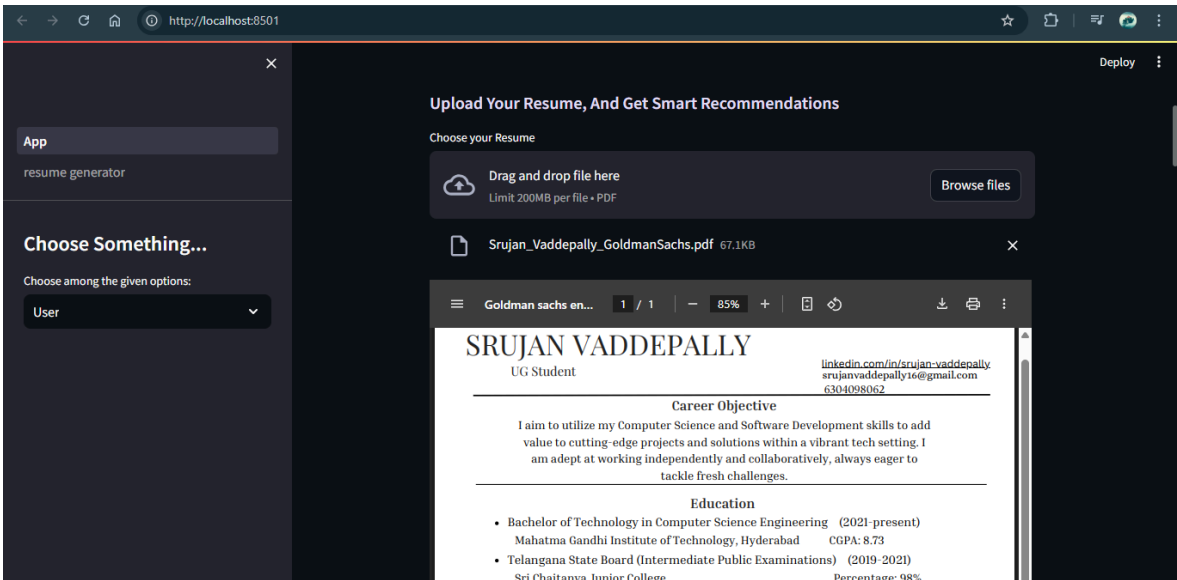 http://localhost:8501
Deploy
App
resume generator
Choose Something...
Choose among the given options:
User
Upload Your Resume, And Get Smart Recommendations
Choose your Resume
Drag and drop file here
Limit 200MB per file • PDF
Browse files
Srujan_Vaddepally_GoldmanSachs.pdf 67.1KB
Goldman sachs en... 1 / 1 85%
SRUJAN VADDEPALLY
UG Student
linkedin.com/in/srujan-vaddepally
srujanvaddepally16@gmail.com
6304098062
Career Objective
I aim to utilize my Computer Science and Software Development skills to add
value to cutting-edge projects and solutions within a vibrant tech setting. I
am adept at working independently and collaboratively, always eager to
tackle fresh challenges.
Education
• Bachelor of Technology in Computer Science Engineering (2021-present)
Mahatma Gandhi Institute of Technology, Hyderabad CGPA: 8.73
• Telangana State Board (Intermediate Public Examinations) (2019-2021)
Sri Chaitanya Junior College Percentage: 98%